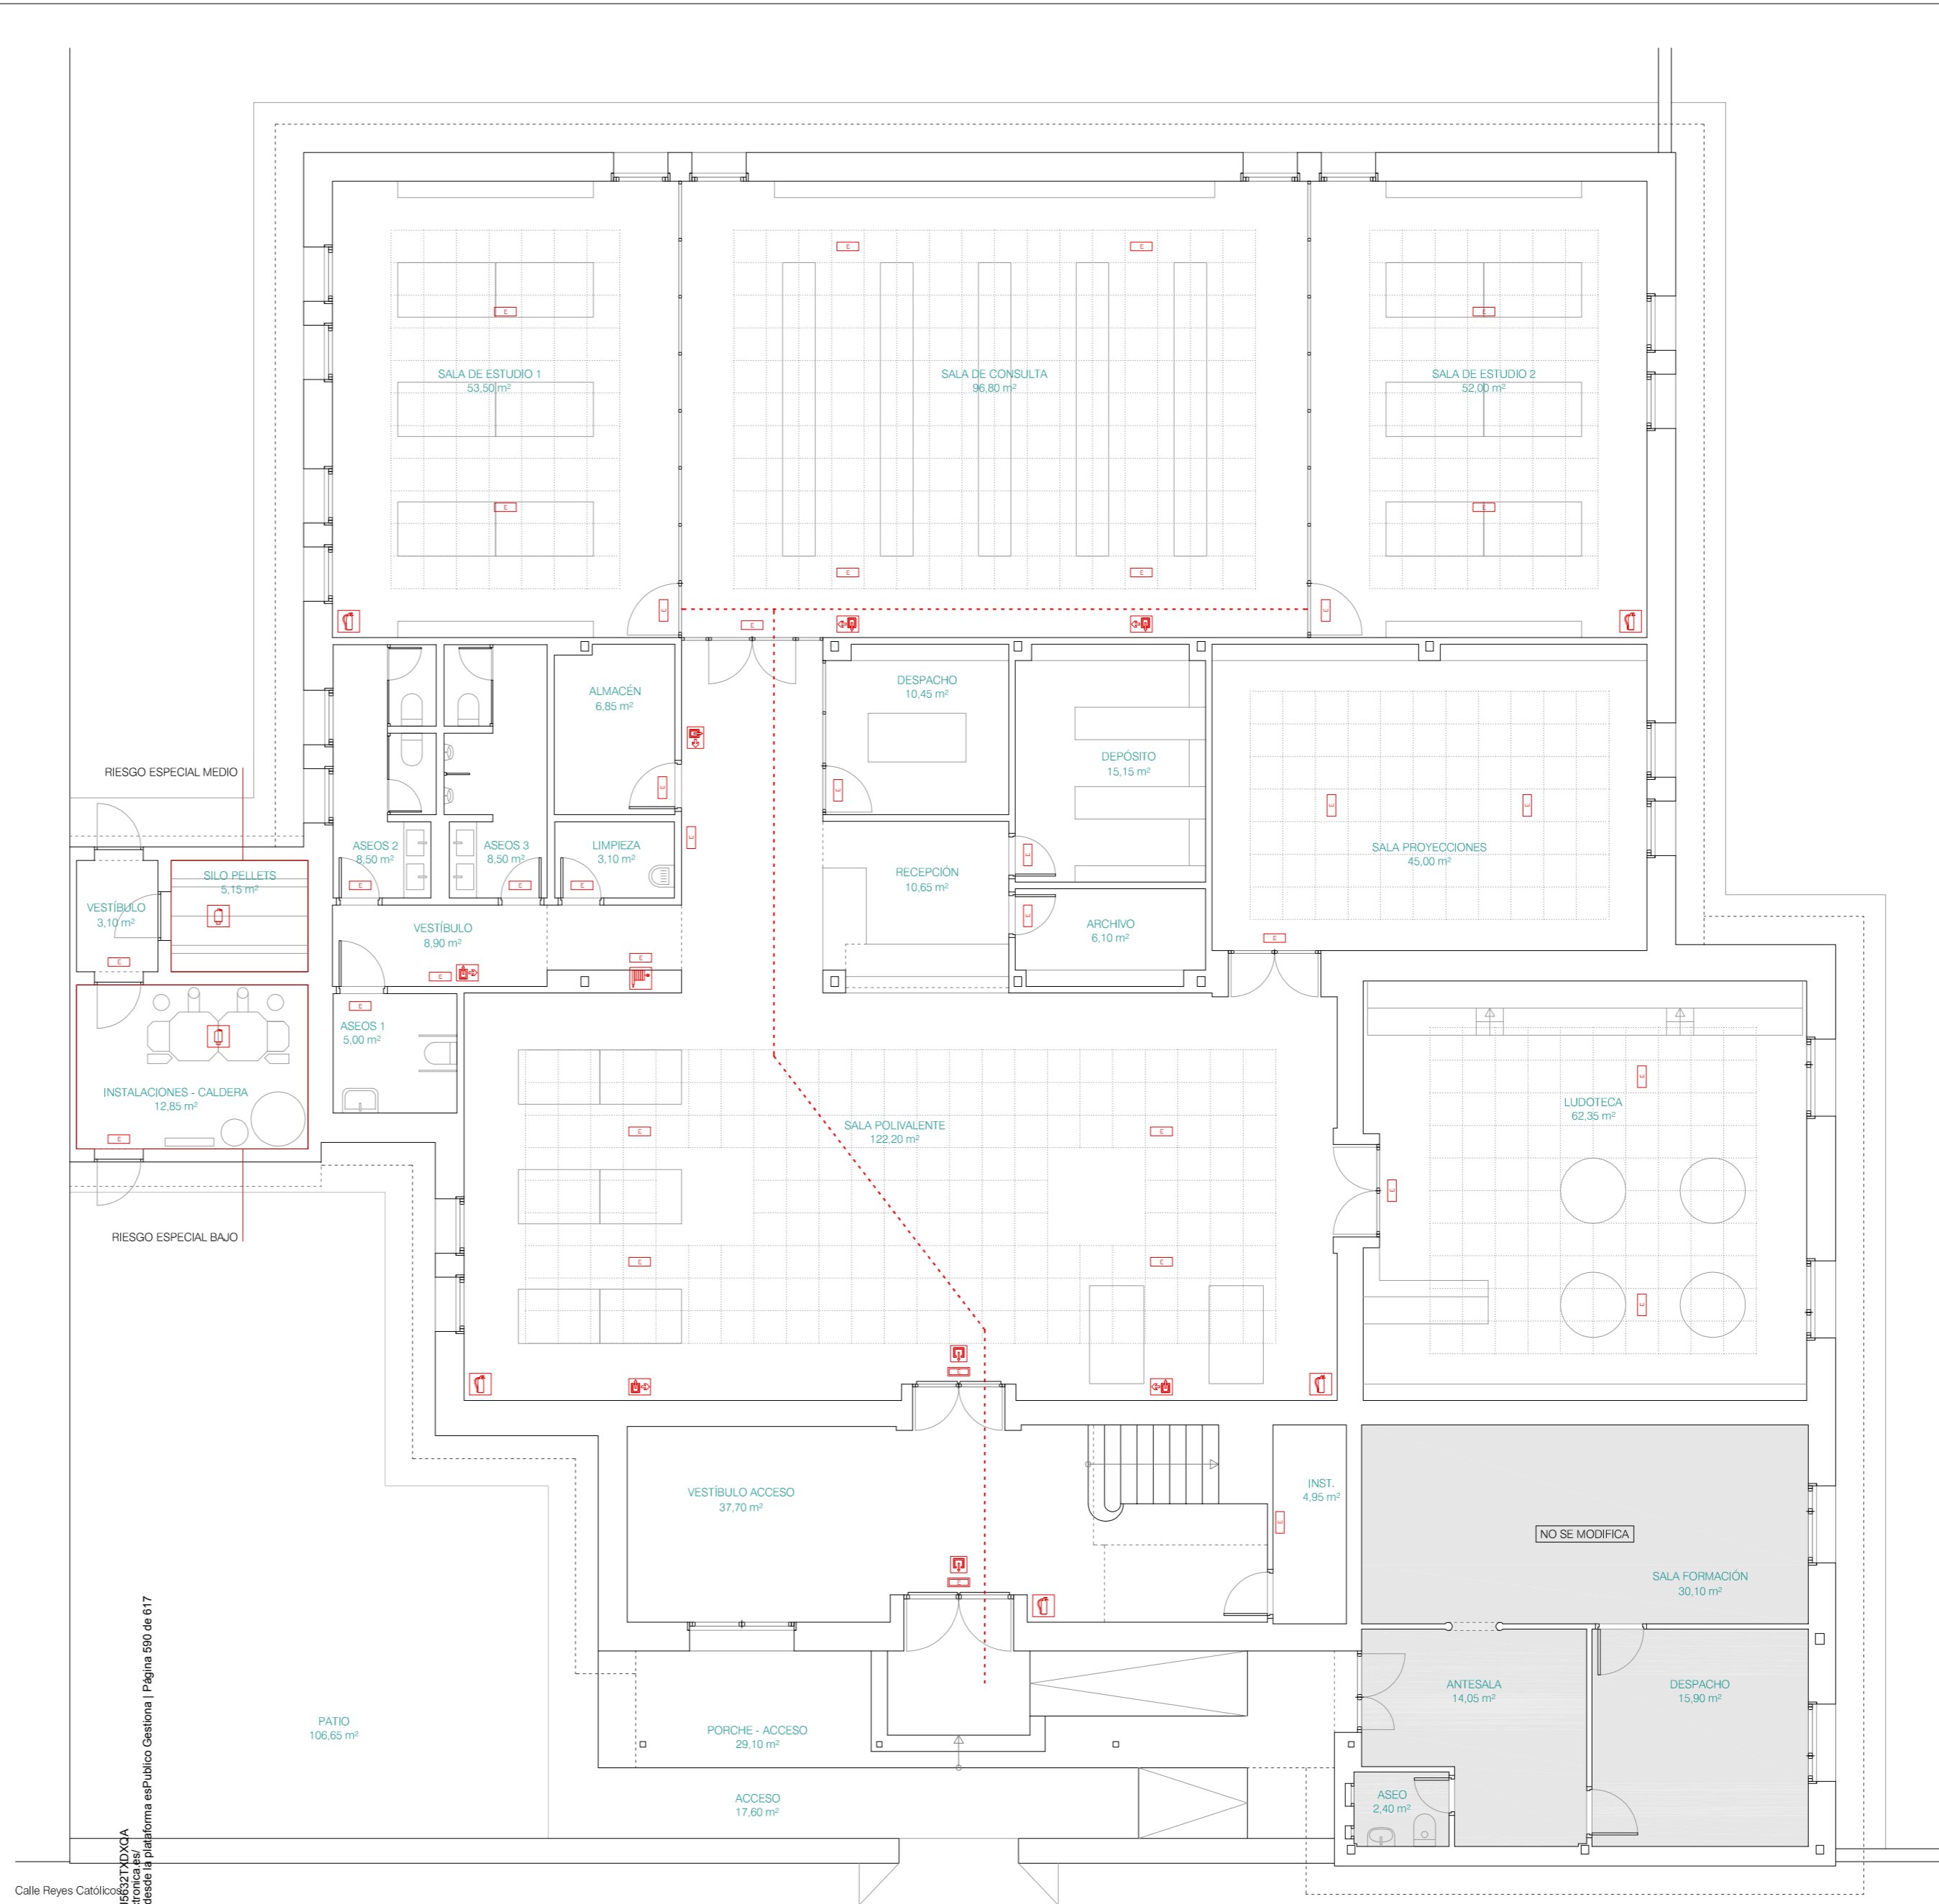 SALA DE ESTUDIO 1
53,50 m²
SALA DE CONSULTA
96,80 m²
SALA DE ESTUDIO 2
52,00 m²
ALMACÉN
6,85 m²
DESPACHO
10,45 m²
DEPÓSITO
15,15 m²
RIESGO ESPECIAL MEDIO
ASEOS 2
8,50 m²
ASEOS 3
8,50 m²
LIMPIEZA
3,10 m²
SALA PROYECCIONES
45,00 m²
SILO PELLETS
5,15 m²
RECEPCIÓN
10,65 m²
VESTÍBULO
3,10 m²
VESTÍBULO
8,90 m²
ARCHIVO
6,10 m²
ASEOS 1
5,00 m²
INSTALACIONES - CALDERA
12,85 m²
SALA POLIVALENTE
122,20 m²
LUDOTECA
62,35 m²
RIESGO ESPECIAL BAJO
VESTÍBULO ACCESO
37,70 m²
INST.
4,95 m²
NO SE MODIFICA
SALA FORMACIÓN
30,10 m²
ANTESALA
14,05 m²
DESPACHO
15,90 m²
PATIO
106,65 m²
PORCHE - ACCESO
29,10 m²
ACCESO
17,60 m²
ASEO
2,40 m²
Calle Reyes Católicos
5632TXDXQA
tronica.es/
desde la plataforma esPublico Gestiona | Página 590 de 617